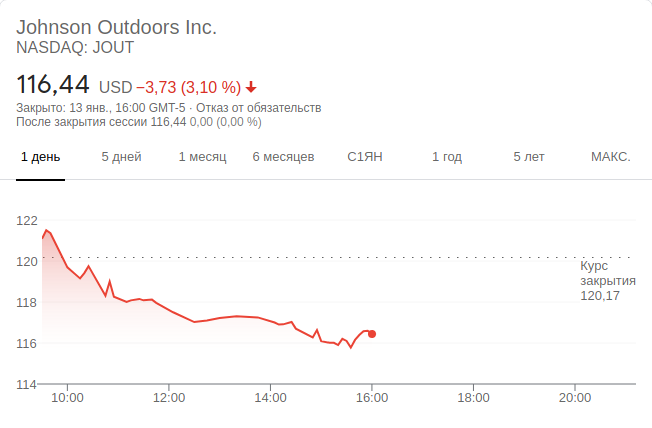 Johnson Outdoors Inc.
NASDAQ: JOUT
116,44 USD −3,73 (3,10 %)
Закрыто: 13 янв., 16:00 GMT-5 · Отказ от обязательств
После закрытия сессии 116,44 0,00 (0,00 %)
1 день 5 дней 1 месяц 6 месяцев С1ЯН 1 год 5 лет МАКС.
122
120
118
116
114
Курс
закрытия
120,17
10:00 12:00 14:00 16:00 18:00 20:00